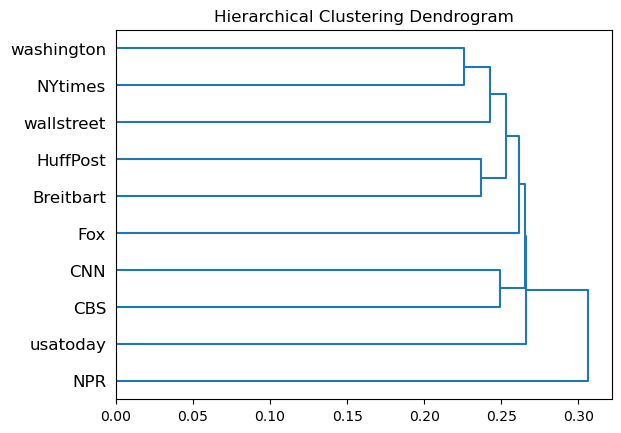 Hierarchical Clustering Dendrogram
washington
NYtimes
wallstreet
HuffPost
Breitbart
Fox
CNN
CBS
usatoday
NPR
0.00 0.05 0.10 0.15 0.20 0.25 0.30